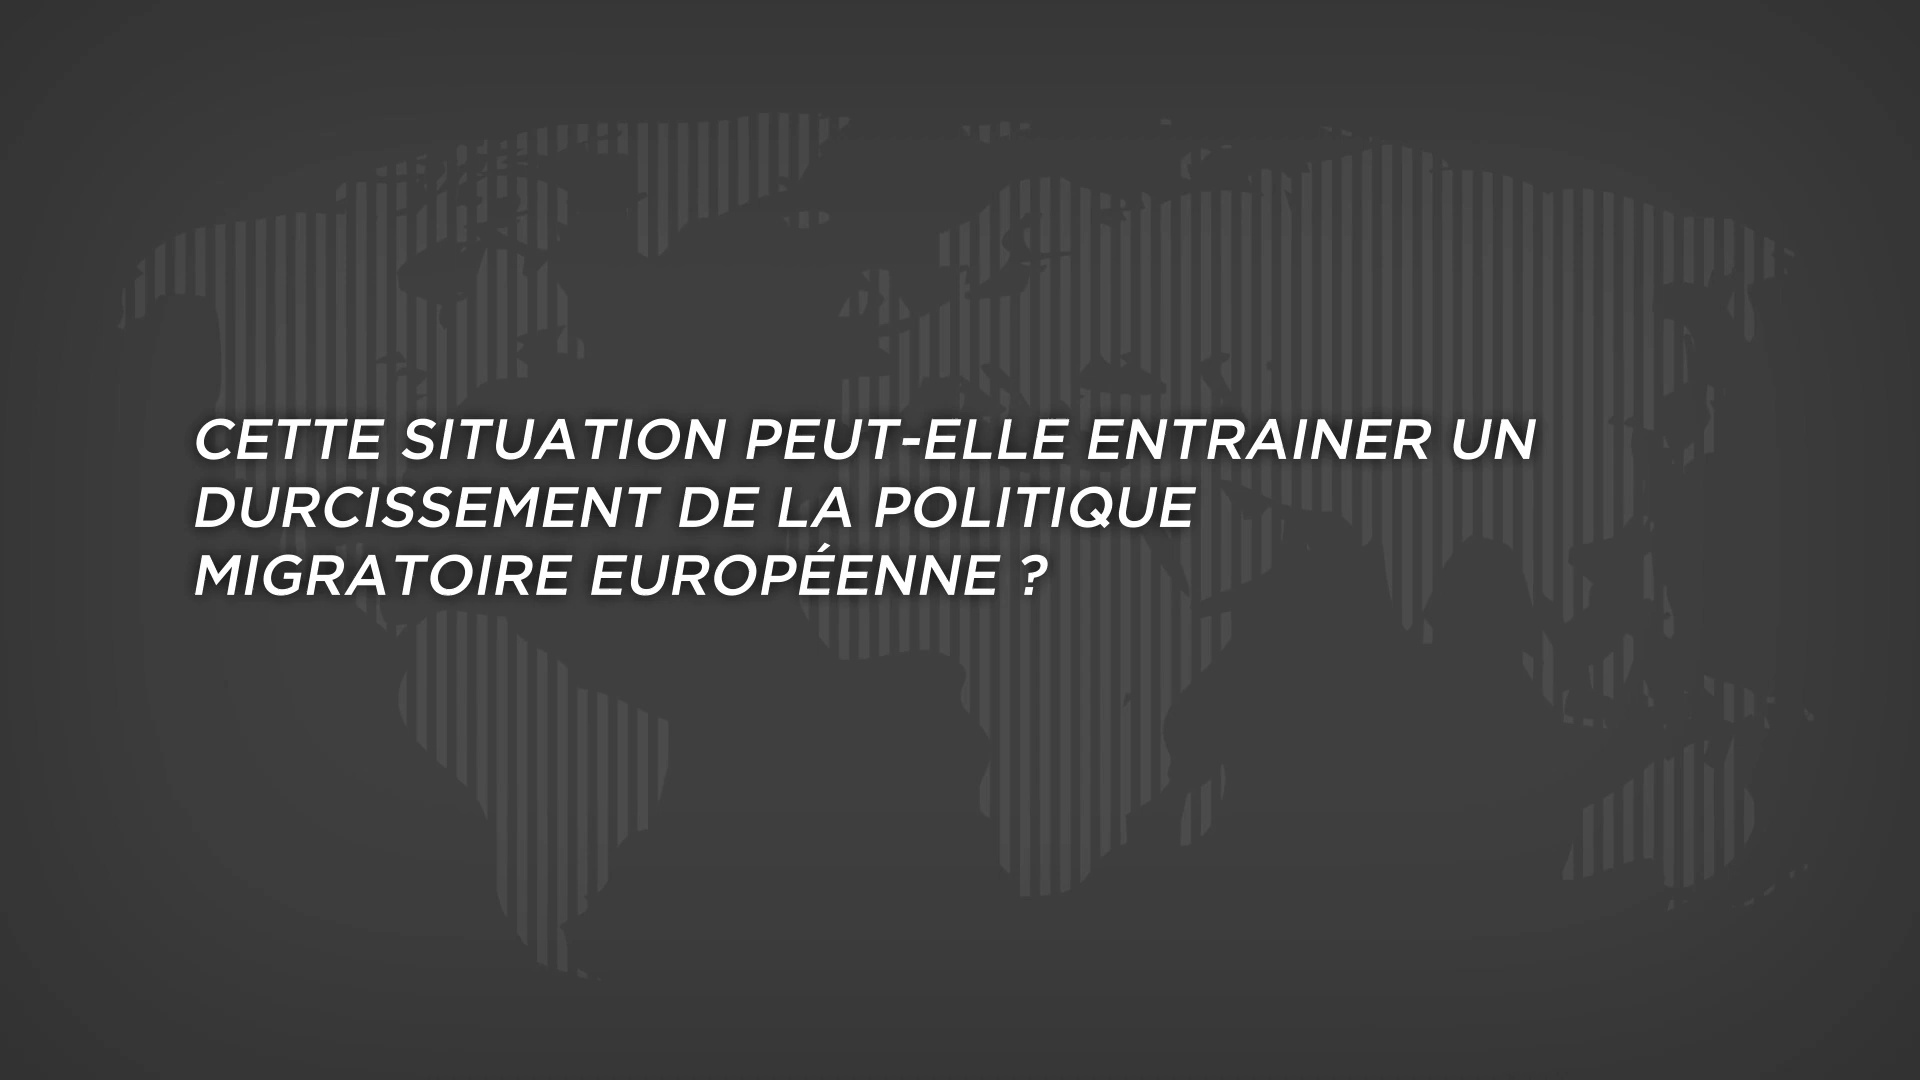 CETTE SITUATION PEUT-ELLE ENTRAINER UN
DURCISSEMENT DE LA POLITIQUE
MIGRATOIRE EUROPÉENNE ?